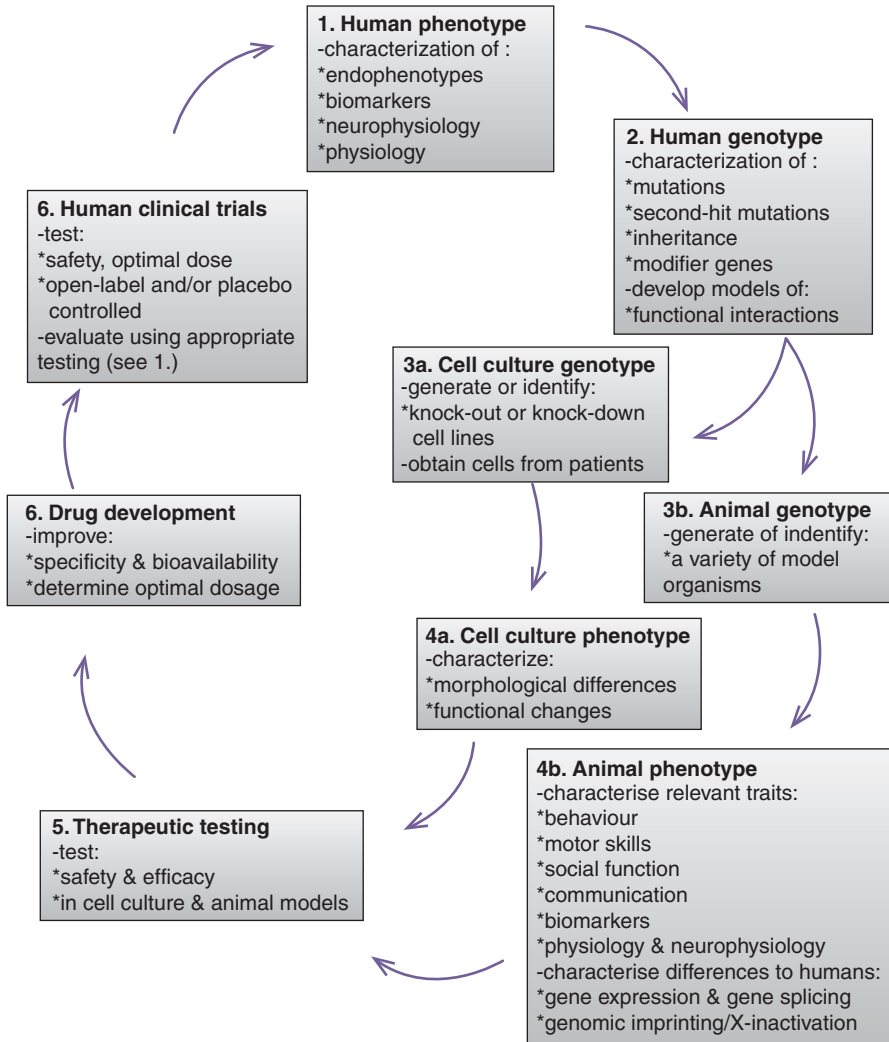 1. Human phenotype
-characterization of :
*endophenotypes
*biomarkers
*neurophysiology
*physiology
2. Human genotype
-characterization of :
*mutations
*second-hit mutations
*inheritance
*modifier genes
-develop models of:
*functional interactions
3a. Cell culture genotype
-generate or identify:
*knock-out or knock-down
cell lines
-obtain cells from patients
3b. Animal genotype
-generate of indentify:
*a variety of model
organisms
4a. Cell culture phenotype
-characterize:
*morphological differences
*functional changes
4b. Animal phenotype
-characterise relevant traits:
*behaviour
*motor skills
*social function
*communication
*biomarkers
*physiology & neurophysiology
-characterise differences to humans:
*gene expression & gene splicing
*genomic imprinting/X-inactivation
5. Therapeutic testing
-test:
*safety & efficacy
*in cell culture & animal models
6. Drug development
-improve:
*specificity & bioavailability
*determine optimal dosage
6. Human clinical trials
-test:
*safety, optimal dose
*open-label and/or placebo
controlled
-evaluate using appropriate
testing (see 1.)